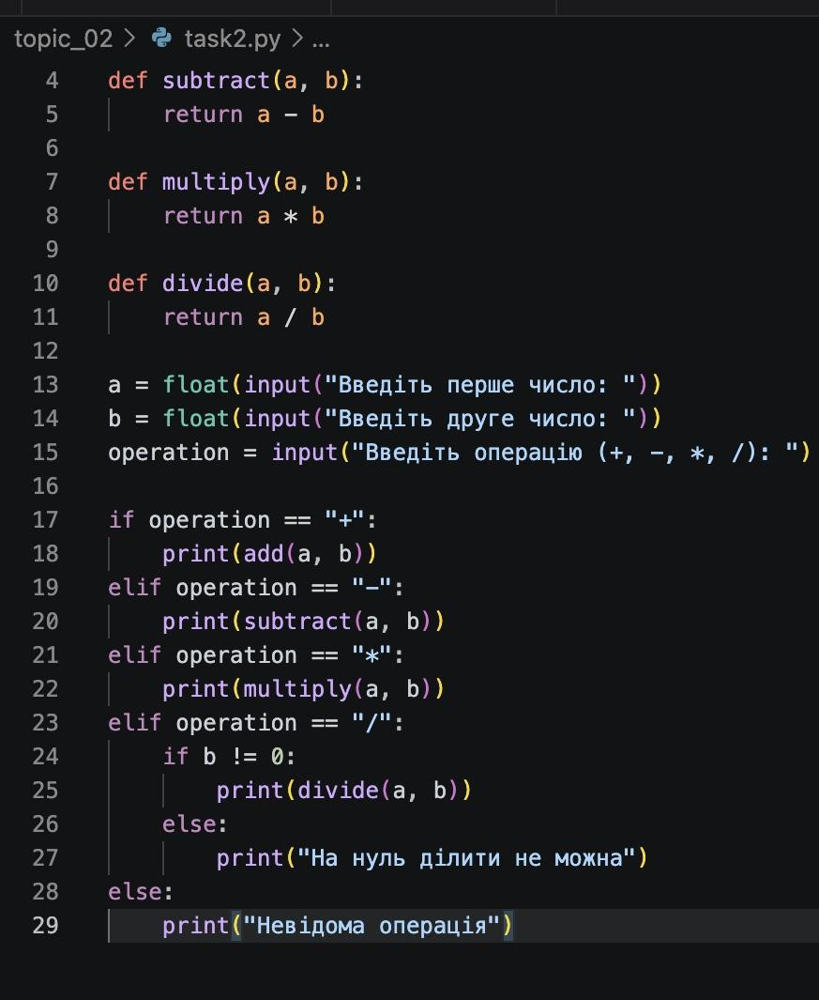 topic_02 > task2.py > ...
4 def subtract(a, b):
5     return a - b
6
7 def multiply(a, b):
8     return a * b
9
10 def divide(a, b):
11     return a / b
12
13 a = float(input("Введіть перше число: "))
14 b = float(input("Введіть друге число: "))
15 operation = input("Введіть операцію (+, -, *, /): ")
16
17 if operation == "+":
18     print(add(a, b))
19 elif operation == "-":
20     print(subtract(a, b))
21 elif operation == "*":
22     print(multiply(a, b))
23 elif operation == "/":
24     if b != 0:
25         print(divide(a, b))
26     else:
27         print("На нуль ділити не можна")
28 else:
29     print("Невідома операція")